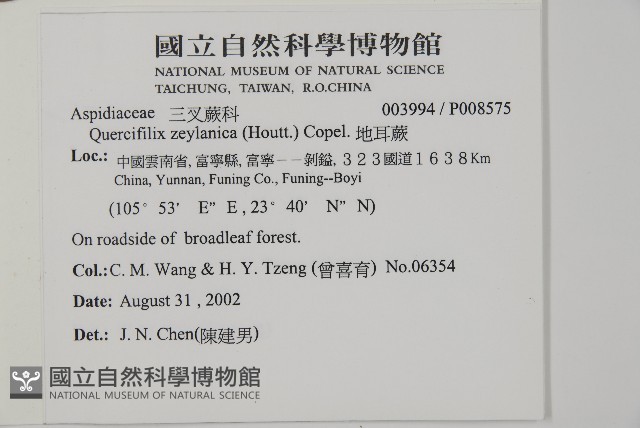 國立自然科學博物館
NATIONAL MUSEUM OF NATURAL SCIENCE
TAICHUNG, TAIWAN, R.O.CHINA
Aspidiaceae 三叉蕨科 003994 / P008575
Quercifilix zeylanica (Houtt.) Copel. 地耳蕨
Loc.: 中國雲南省, 富寧縣, 富寧－－剝鎰, ３２３國道１６３８Km
China, Yunnan, Funing Co., Funing--Boyi
(105° 53' E" E , 23° 40' N" N)
On roadside of broadleaf forest.
Col.: C. M. Wang & H. Y. Tzeng (曾喜育) No.06354
Date: August 31 , 2002
Det.: J. N. Chen(陳建男)
國立自然科學博物館
NATIONAL MUSEUM OF NATURAL SCIENCE